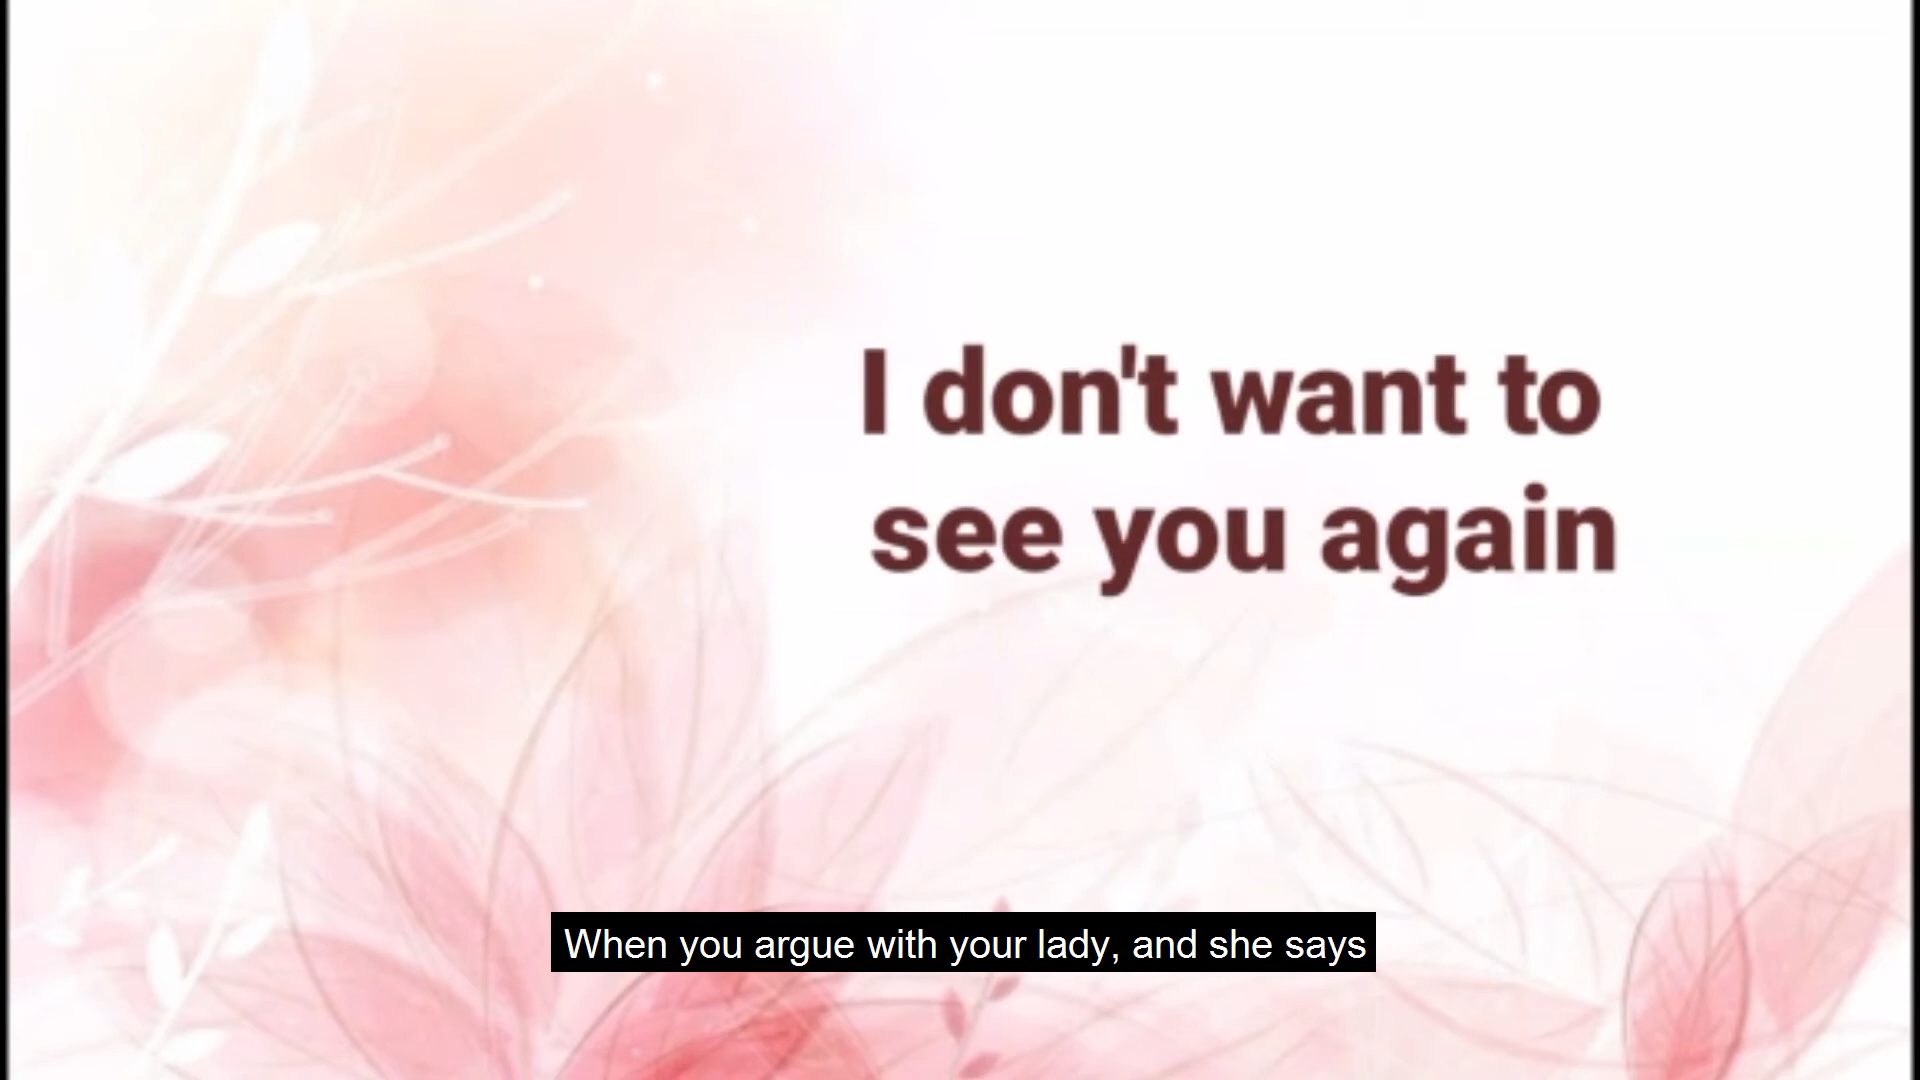 I don't want to
see you again
When you argue with your lady, and she says